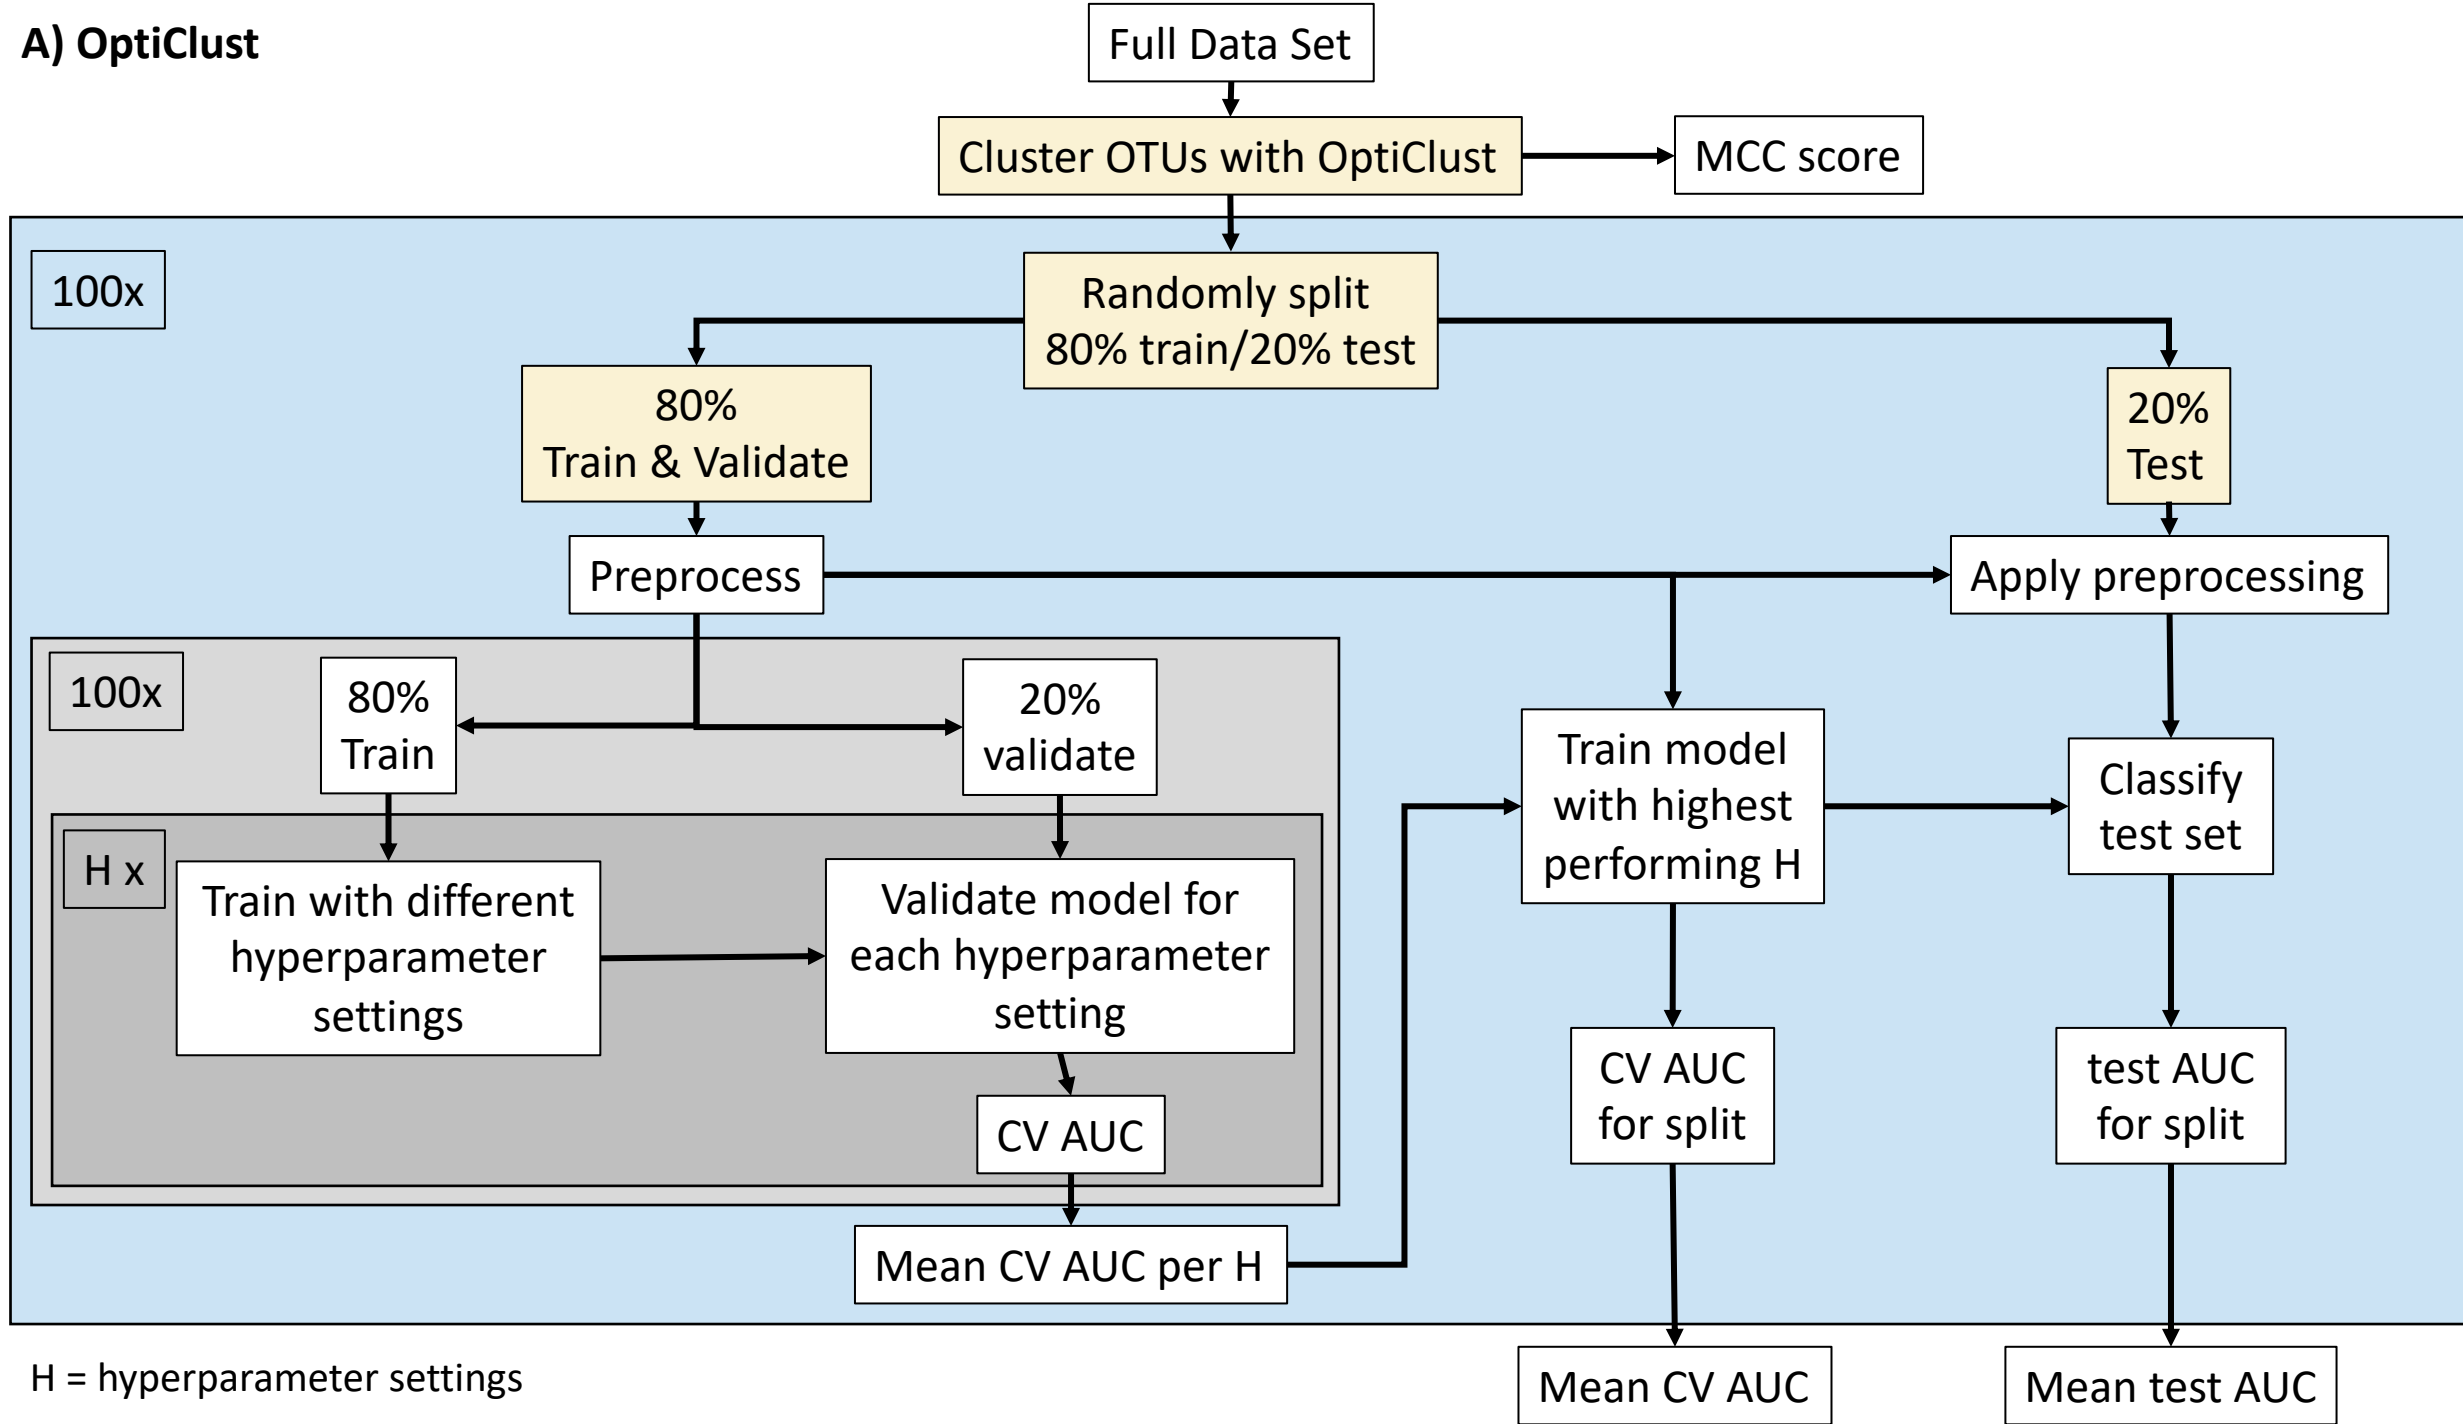 A) OptiClust
Full Data Set
Cluster OTUs with OptiClust
MCC score
100x
Randomly split
80% train/20% test
80%
Train & Validate
20%
Test
Preprocess
Apply preprocessing
100x
80%
Train
20%
validate
H x
Train with different
hyperparameter
settings
Validate model for
each hyperparameter
setting
CV AUC
Mean CV AUC per H
Train model
with highest
performing H
Classify
test set
CV AUC
for split
test AUC
for split
H = hyperparameter settings
Mean CV AUC
Mean test AUC